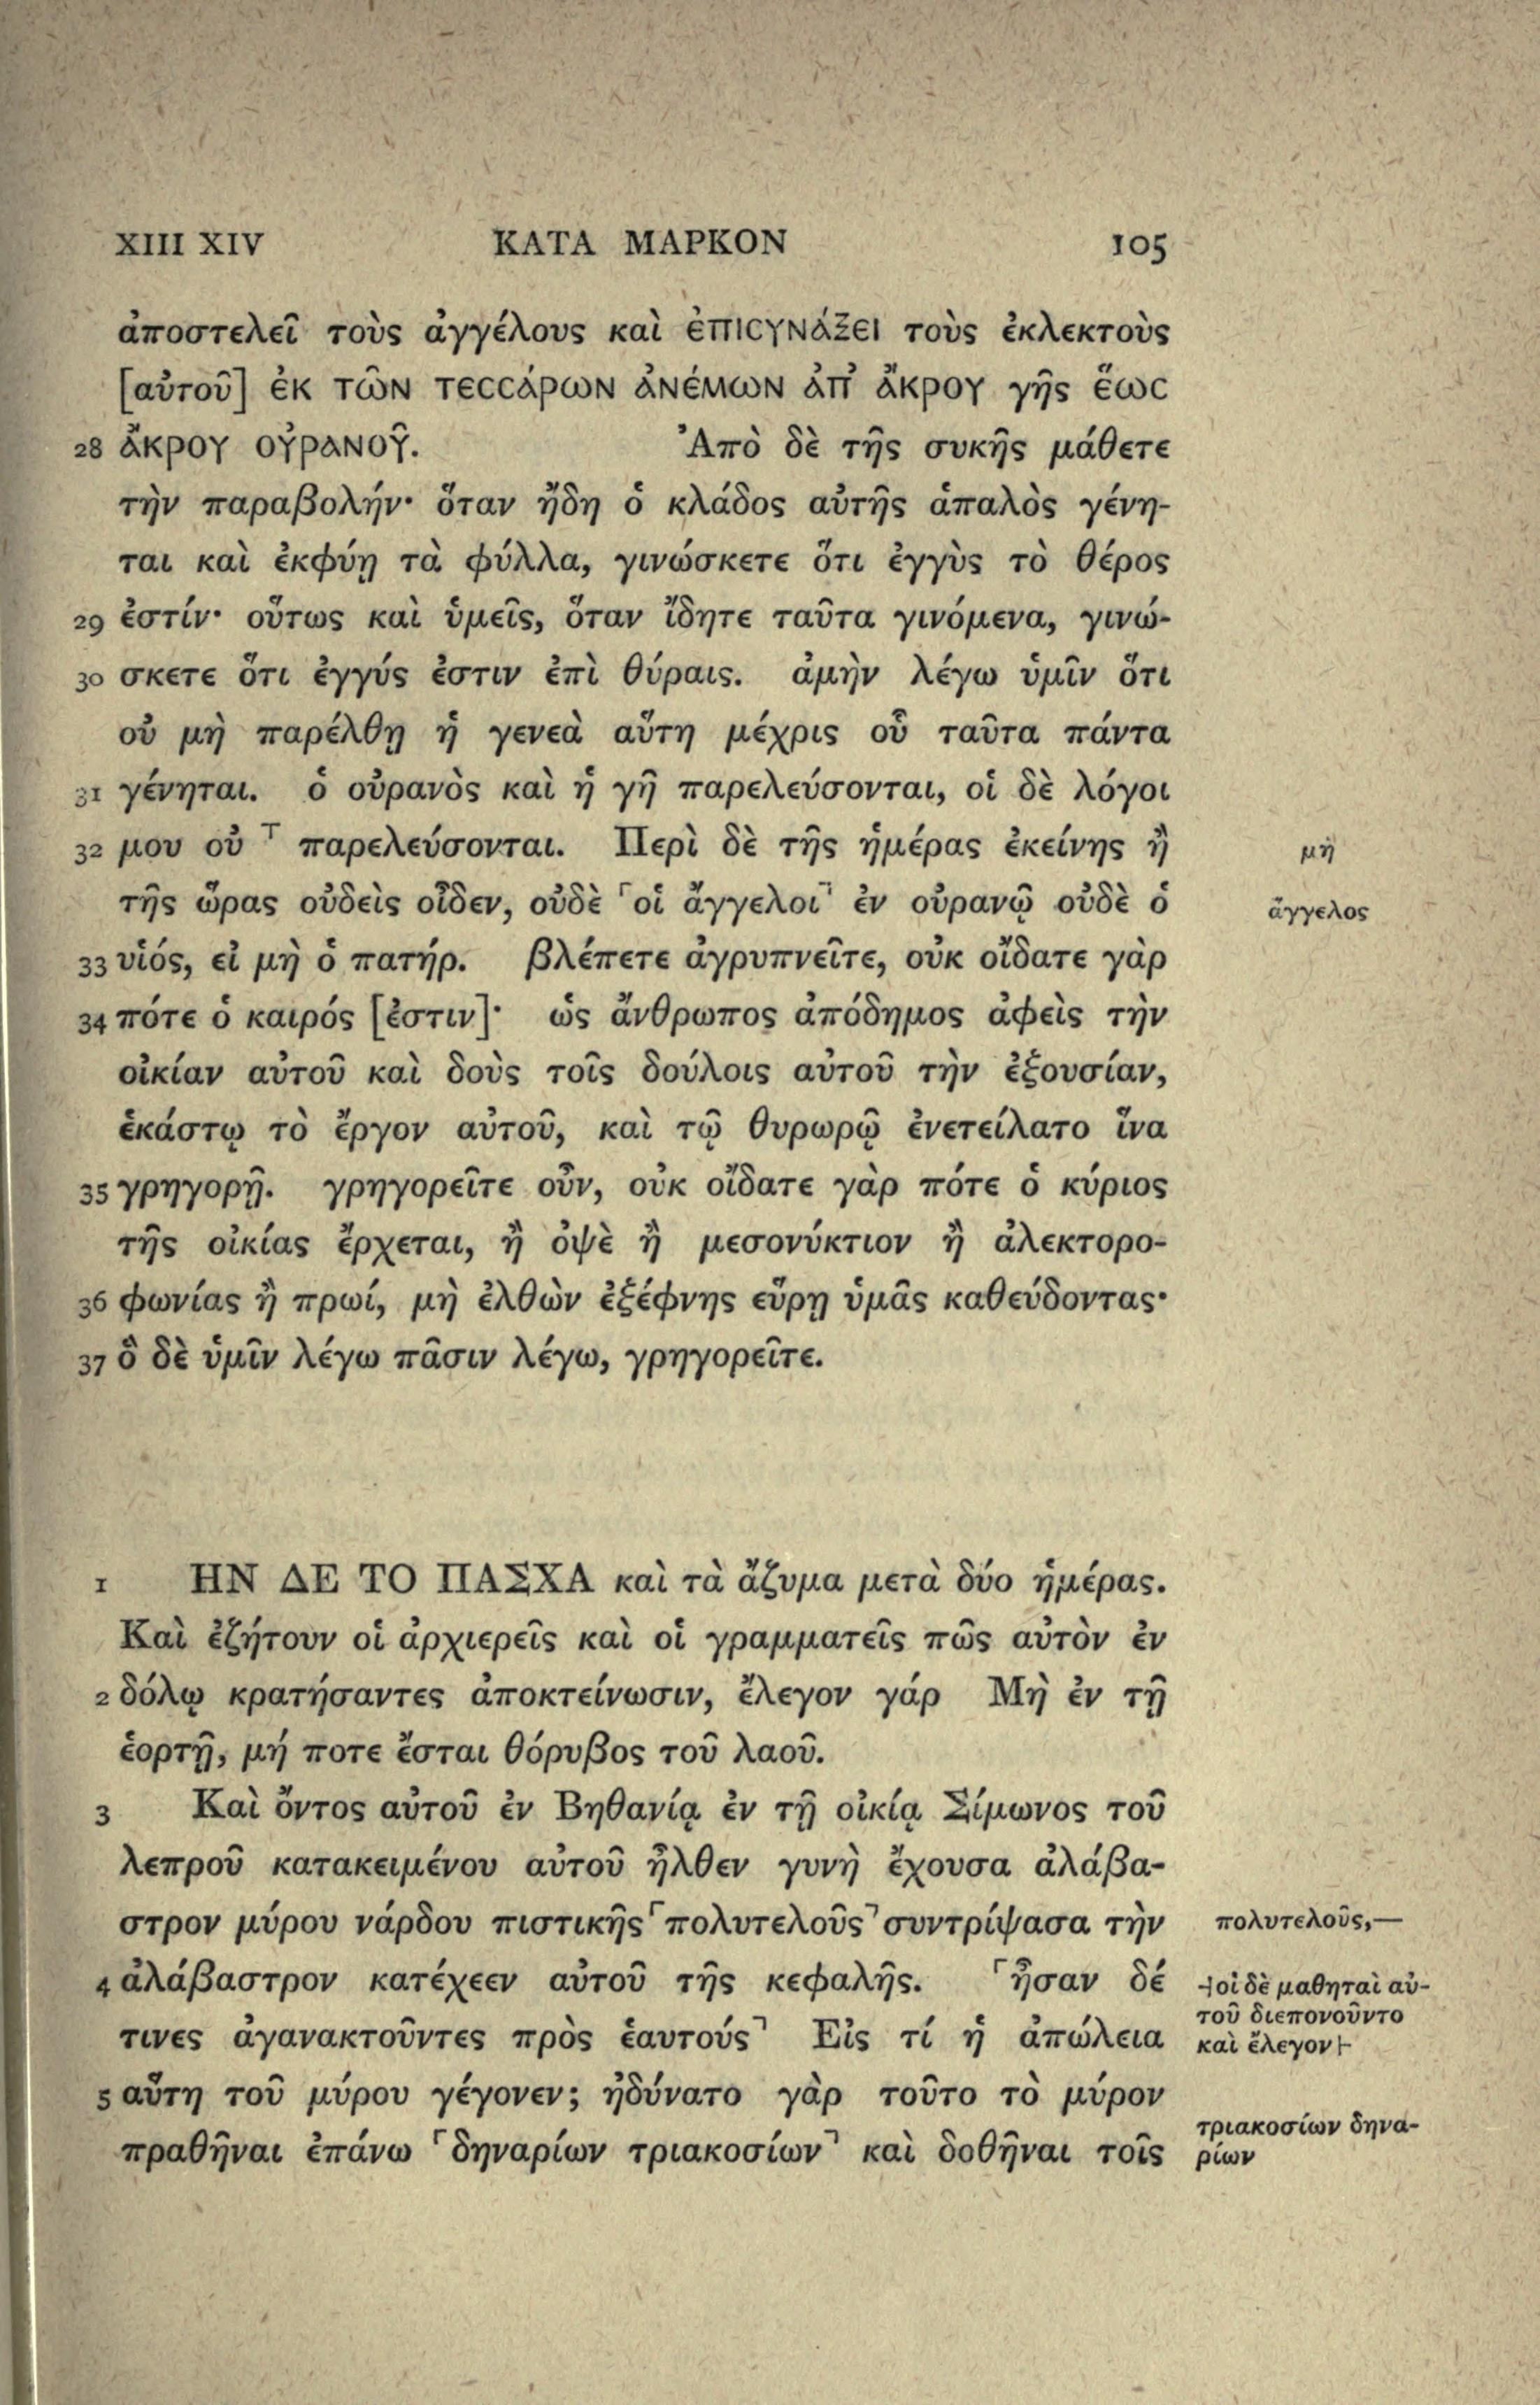 XIII XIV ΚΑΤΑ ΜΑΡΚΟΝ 105
ἀποστελεῖ τοὺς ἀγγέλους καὶ ἐπιϲγνάξει τοὺς ἐκλεκτοὺς
[αὐτοῦ] ἐκ τῶν τεϲϲάρων ἀνέμων ἀπ᾽ ἄκρογ γῆς ἕωϲ
28 ἄκρογ ογρανογ. Ἀπὸ δὲ τῆς συκῆς μάθετε
τὴν παραβολήν· ὅταν ἤδη ὁ κλάδος αὐτῆς ἁπαλὸς γένη-
ται καὶ ἐκφύῃ τὰ φύλλα, γινώσκετε ὅτι ἐγγὺς τὸ θέρος
29 ἐστίν· οὕτως καὶ ὑμεῖς, ὅταν ἴδητε ταῦτα γινόμενα, γινώ-
30 σκετε ὅτι ἐγγύς ἐστιν ἐπὶ θύραις. ἀμὴν λέγω ὑμῖν ὅτι
οὐ μὴ παρέλθῃ ἡ γενεὰ αὕτη μέχρις οὗ ταῦτα πάντα
31 γένηται. ὁ οὐρανὸς καὶ ἡ γῆ παρελεύσονται, οἱ δὲ λόγοι
32 μου οὐ ⸆ παρελεύσονται. Περὶ δὲ τῆς ἡμέρας ἐκείνης ἢ
μὴ
τῆς ὥρας οὐδεὶς οἶδεν, οὐδὲ ⸀οἱ ἄγγελοι⸃ ἐν οὐρανῷ οὐδὲ ὁ
ἄγγελος
33 υἱός, εἰ μὴ ὁ πατήρ. βλέπετε ἀγρυπνεῖτε, οὐκ οἴδατε γὰρ
34 πότε ὁ καιρός [ἐστιν]· ὡς ἄνθρωπος ἀπόδημος ἀφεὶς τὴν
οἰκίαν αὐτοῦ καὶ δοὺς τοῖς δούλοις αὐτοῦ τὴν ἐξουσίαν,
ἑκάστῳ τὸ ἔργον αὐτοῦ, καὶ τῷ θυρωρῷ ἐνετείλατο ἵνα
35 γρηγορῇ. γρηγορεῖτε οὖν, οὐκ οἴδατε γὰρ πότε ὁ κύριος
τῆς οἰκίας ἔρχεται, ἢ ὀψὲ ἢ μεσονύκτιον ἢ ἀλεκτορο-
36 φωνίας ἢ πρωί, μὴ ἐλθὼν ἐξέφνης εὕρῃ ὑμᾶς καθεύδοντας·
37 ὃ δὲ ὑμῖν λέγω πᾶσιν λέγω, γρηγορεῖτε.
1 ΗΝ ΔΕ ΤΟ ΠΑΣΧΑ καὶ τὰ ἄζυμα μετὰ δύο ἡμέρας.
Καὶ ἐζήτουν οἱ ἀρχιερεῖς καὶ οἱ γραμματεῖς πῶς αὐτὸν ἐν
2 δόλῳ κρατήσαντες ἀποκτείνωσιν, ἔλεγον γάρ Μὴ ἐν τῇ
ἑορτῇ, μή ποτε ἔσται θόρυβος τοῦ λαοῦ.
3 Καὶ ὄντος αὐτοῦ ἐν Βηθανίᾳ ἐν τῇ οἰκίᾳ Σίμωνος τοῦ
λεπροῦ κατακειμένου αὐτοῦ ἦλθεν γυνὴ ἔχουσα ἀλάβα-
στρον μύρου νάρδου πιστικῆς ⸀πολυτελοῦς⸃ συντρίψασα τὴν
πολυτελοῦς,—
4 ἀλάβαστρον κατέχεεν αὐτοῦ τῆς κεφαλῆς. ⸀ἦσαν δέ
τινες ἀγανακτοῦντες πρὸς ἑαυτούς⸃ Εἰς τί ἡ ἀπώλεια
⊣οἱ δὲ μαθηταὶ αὐ-
τοῦ διεπονοῦντο
καὶ ἔλεγον⊢
5 αὕτη τοῦ μύρου γέγονεν; ἠδύνατο γὰρ τοῦτο τὸ μύρον
πραθῆναι ἐπάνω ⸀δηναρίων τριακοσίων⸃ καὶ δοθῆναι τοῖς
τριακοσίων δηνα-
ρίων